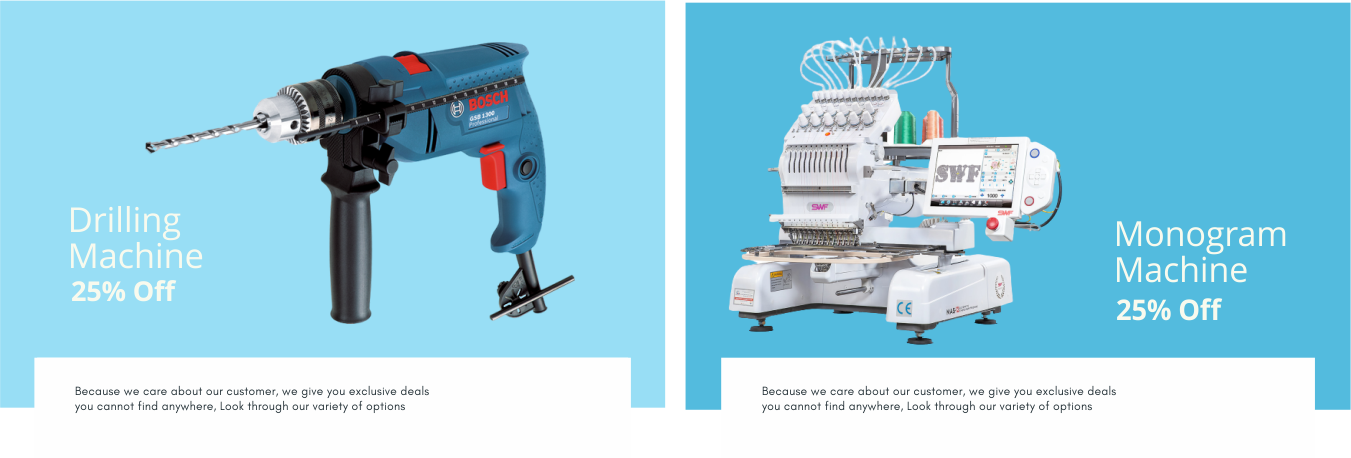 BOSCH
GSB 1300
Professional
Drilling
Machine
25% Off
Because we care about our customer, we give you exclusive deals
you cannot find anywhere, Look through our variety of options
SWF
SWF
SWF
1000
CE
MAS
Monogram
Machine
25% Off
Because we care about our customer, we give you exclusive deals
you cannot find anywhere, Look through our variety of options